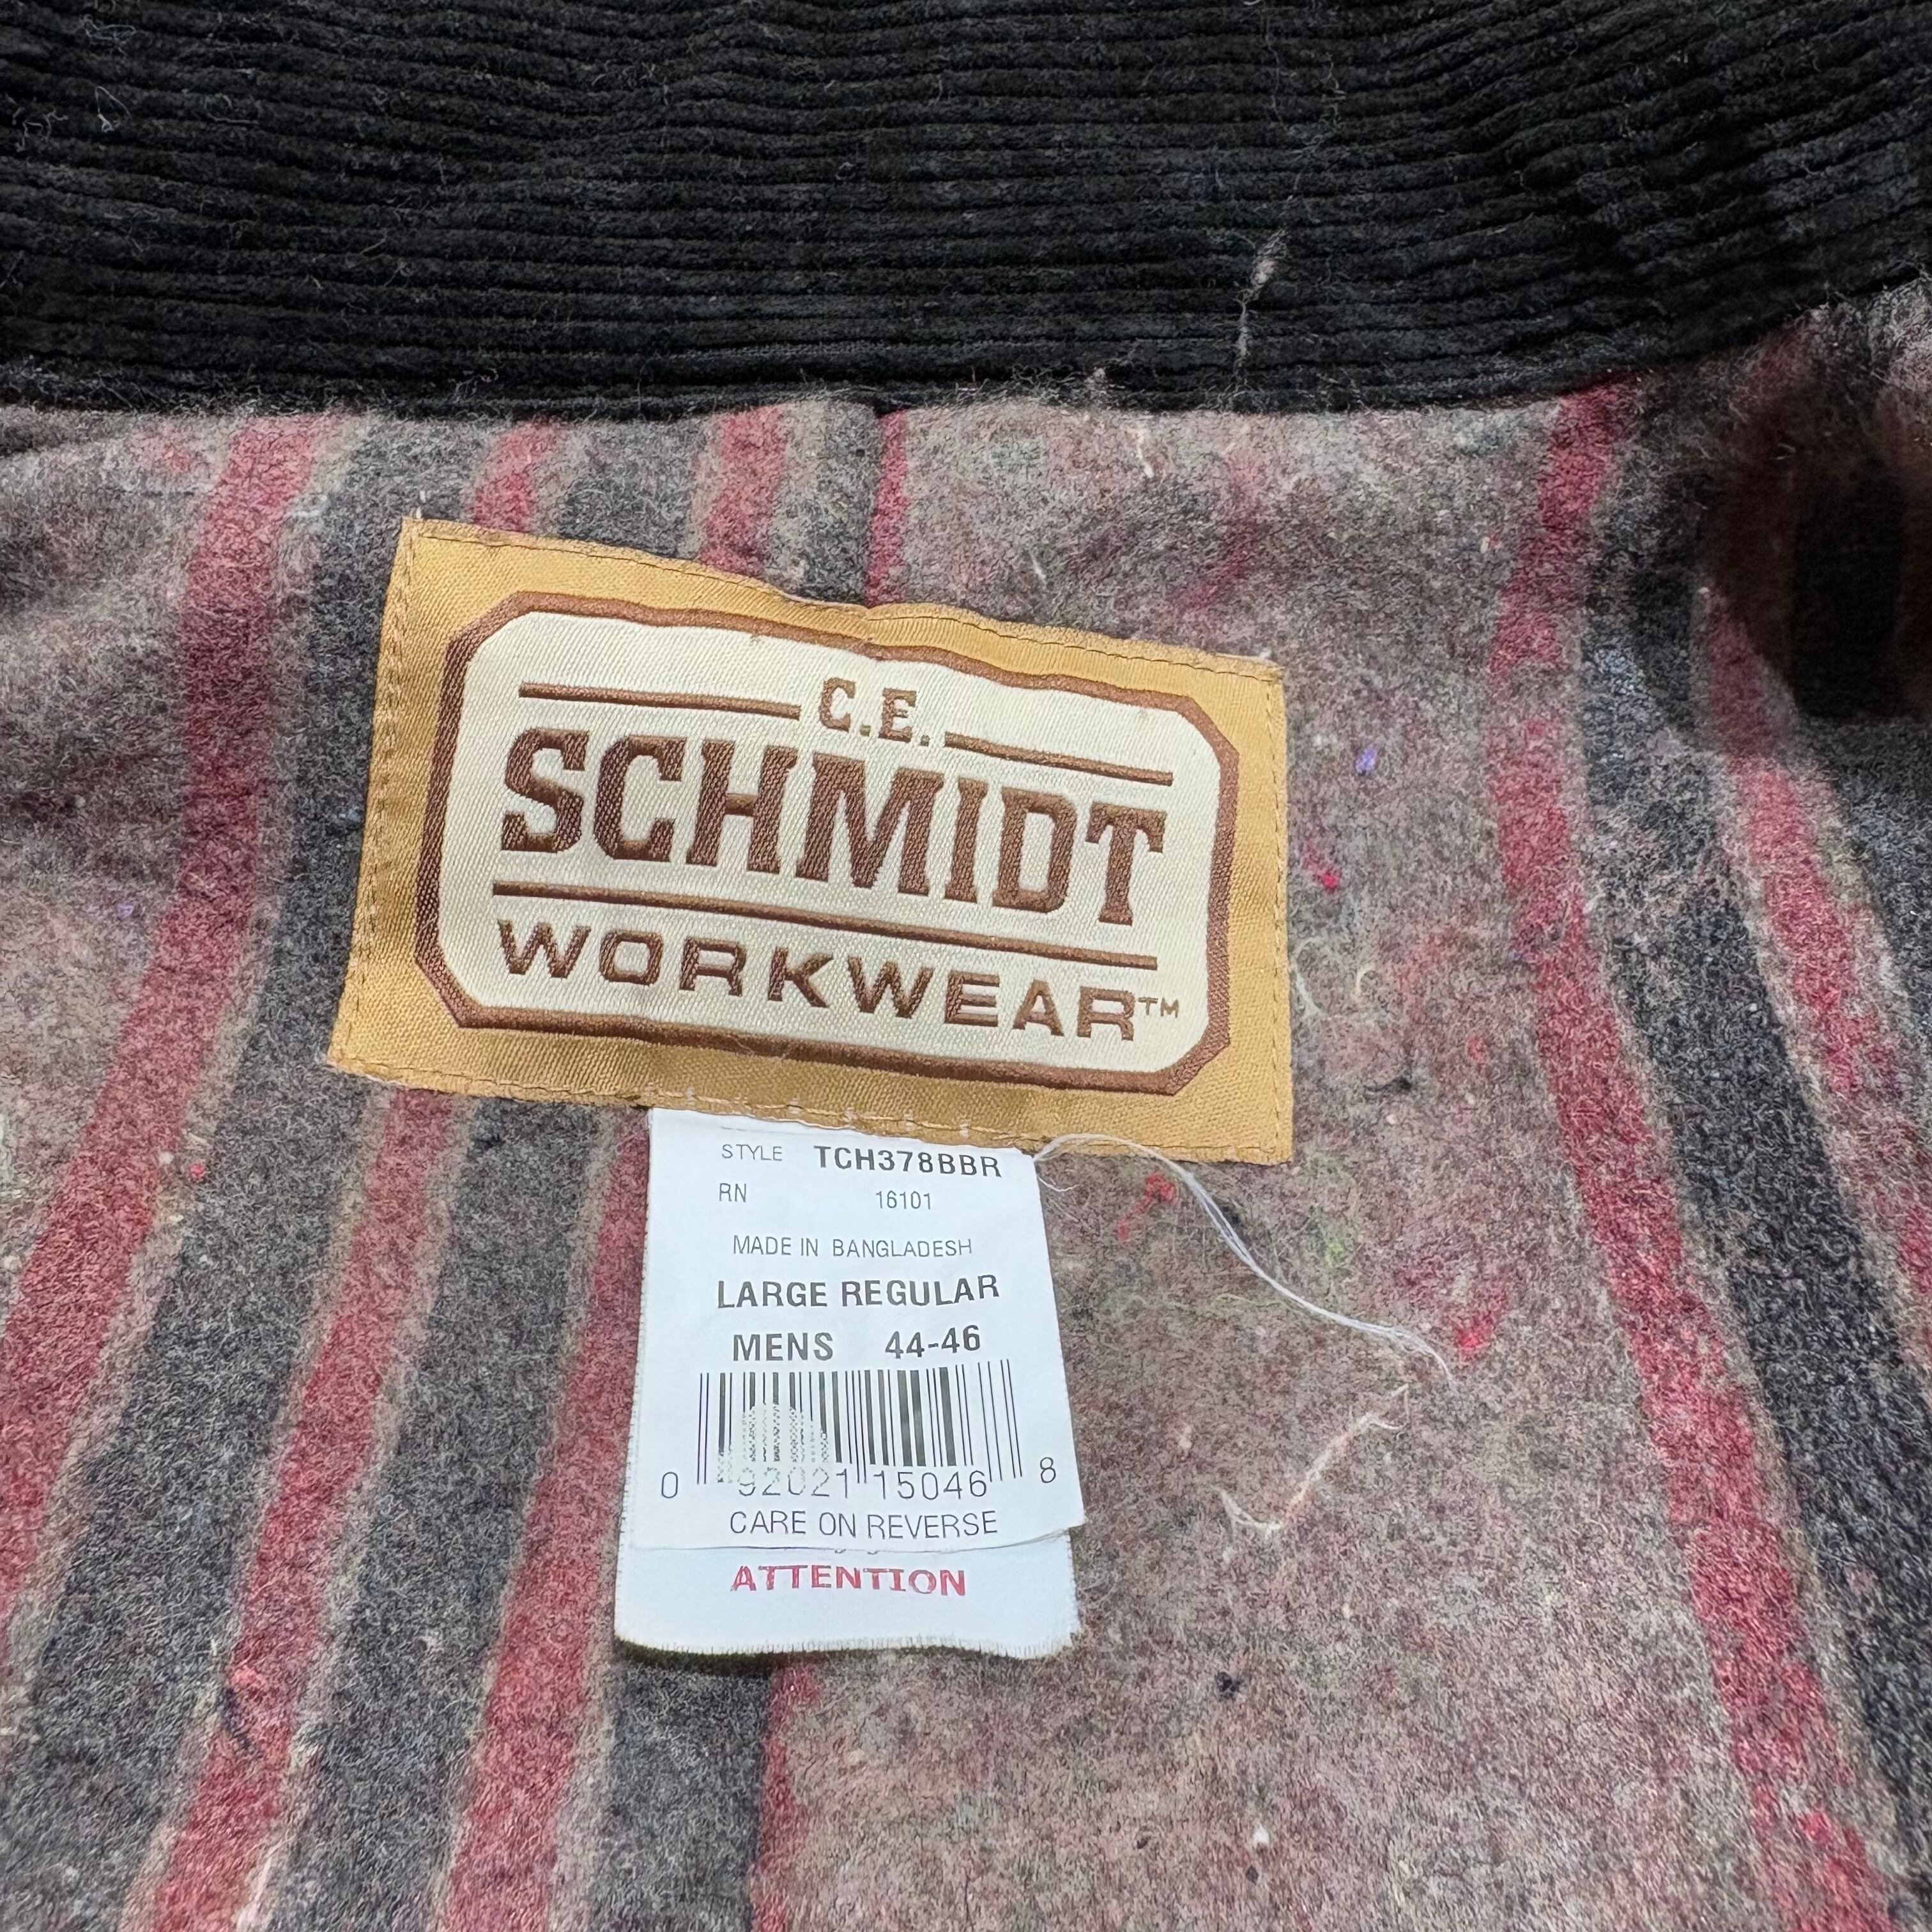 C.E.
SCHMIDT
WORKWEAR™
STYLE TCH378BBR
RN 16101
MADE IN BANGLADESH
LARGE REGULAR
MENS 44-46
0 92021 15046 8
CARE ON REVERSE
ATTENTION